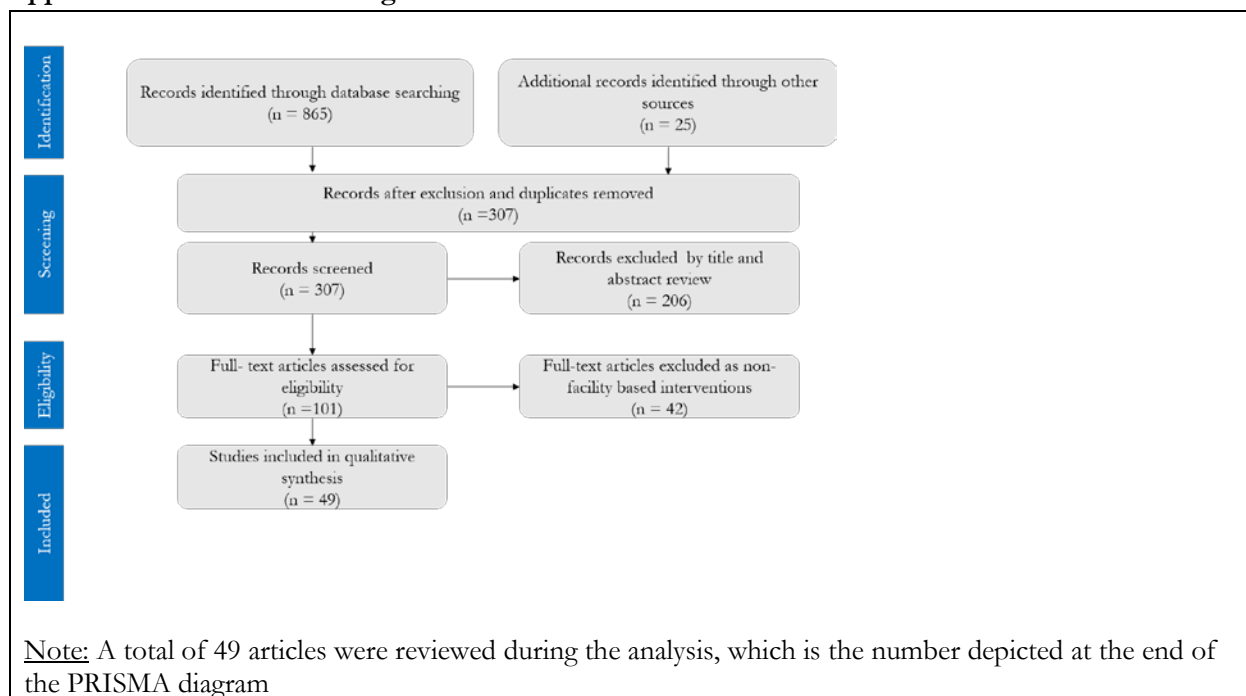 Identification
Records identified through database searching
(n = 865)
Additional records identified through other
sources
(n = 25)
Screening
Records after exclusion and duplicates removed
(n =307)
Records screened
(n = 307)
Records excluded by title and
abstract review
(n = 206)
Eligibility
Full- text articles assessed for
eligibility
(n =101)
Full-text articles excluded as non-
facility based interventions
(n = 42)
Included
Studies included in qualitative
synthesis
(n = 49)
Note: A total of 49 articles were reviewed during the analysis, which is the number depicted at the end of
the PRISMA diagram